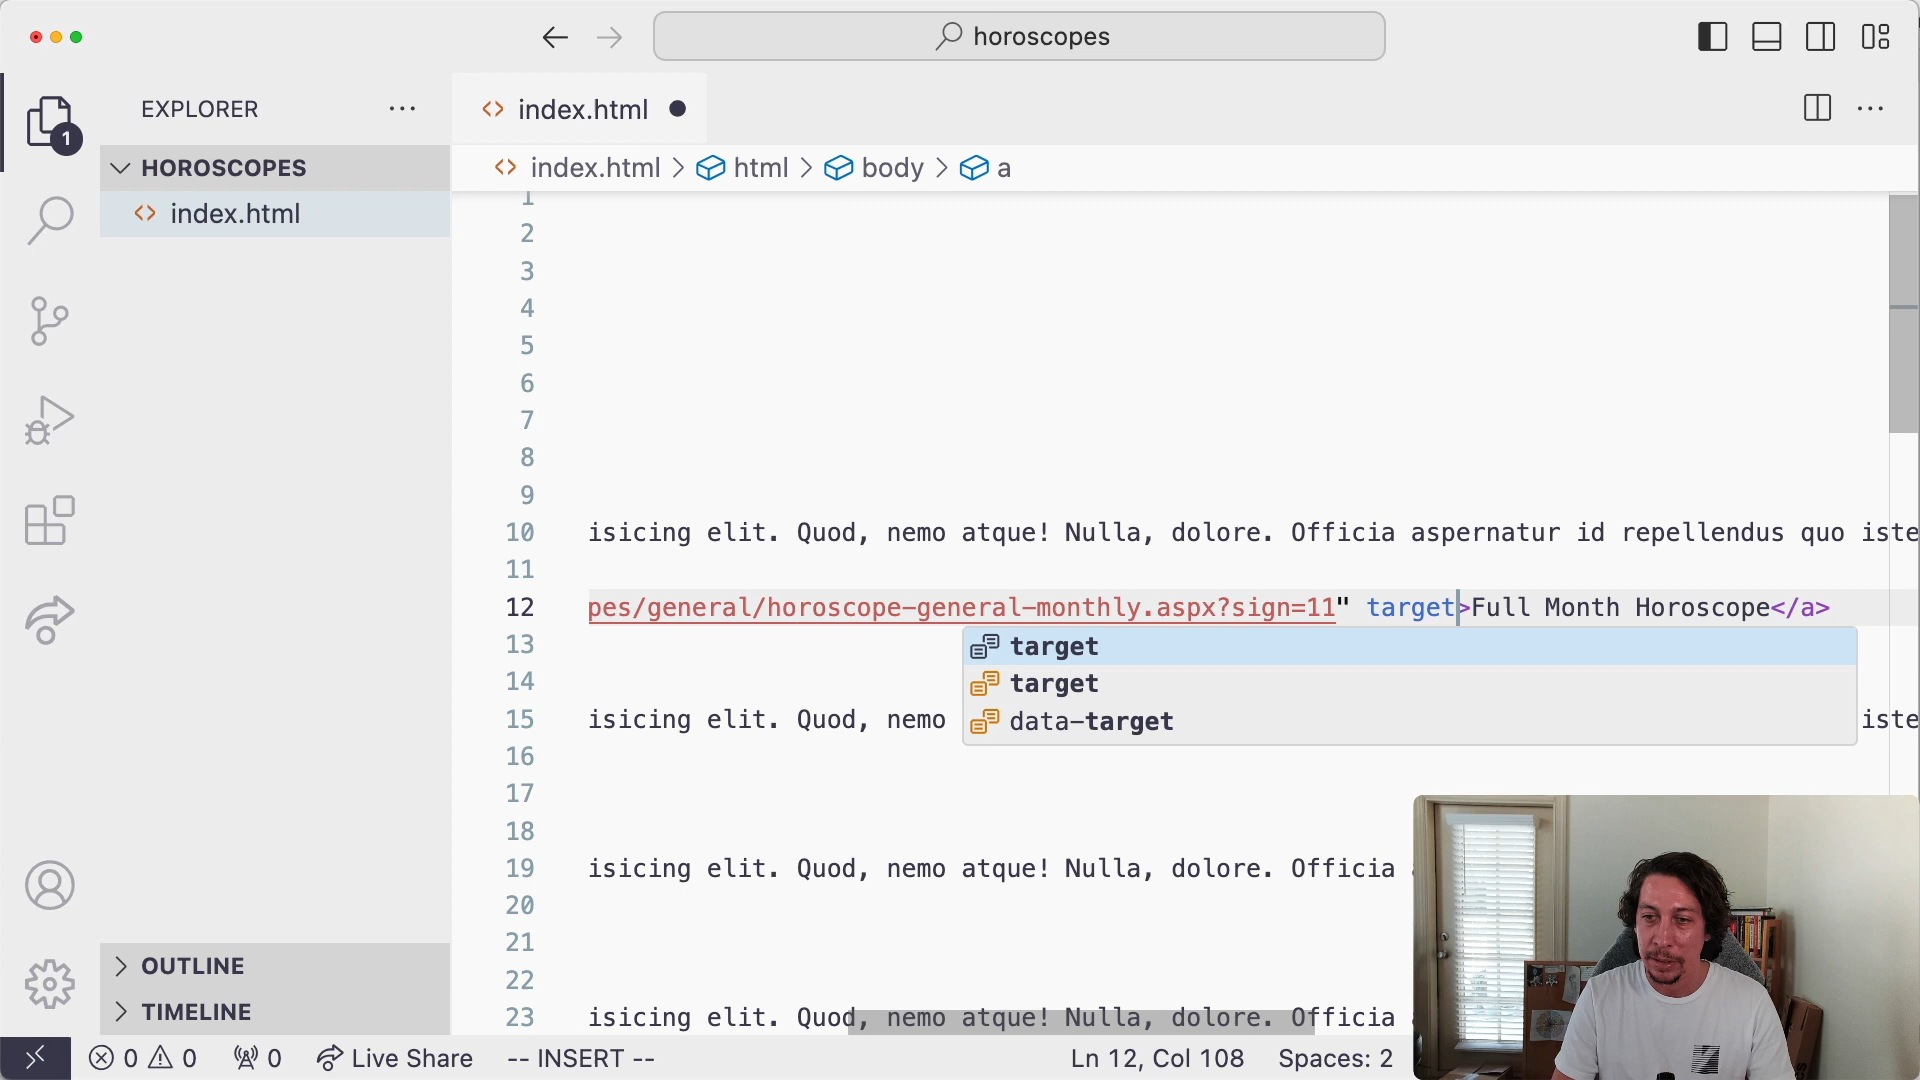 horoscopes
EXPLORER
index.html
HOROSCOPES
index.html > html > body > a
index.html
1
2
3
4
5
6
7
8
9
10 isicing elit. Quod, nemo atque! Nulla, dolore. Officia aspernatur id repellendus quo iste
11
12 pes/general/horoscope-general-monthly.aspx?sign=11" target>Full Month Horoscope</a>
13
target
14
target
15 isicing elit. Quod, nemo iste
data-target
16
17
18
19 isicing elit. Quod, nemo atque! Nulla, dolore. Officia
20
21
22
23 isicing elit. Quod, nemo atque! Nulla, dolore. Officia
OUTLINE
TIMELINE
1
0 0 0 Live Share -- INSERT -- Ln 12, Col 108 Spaces: 2